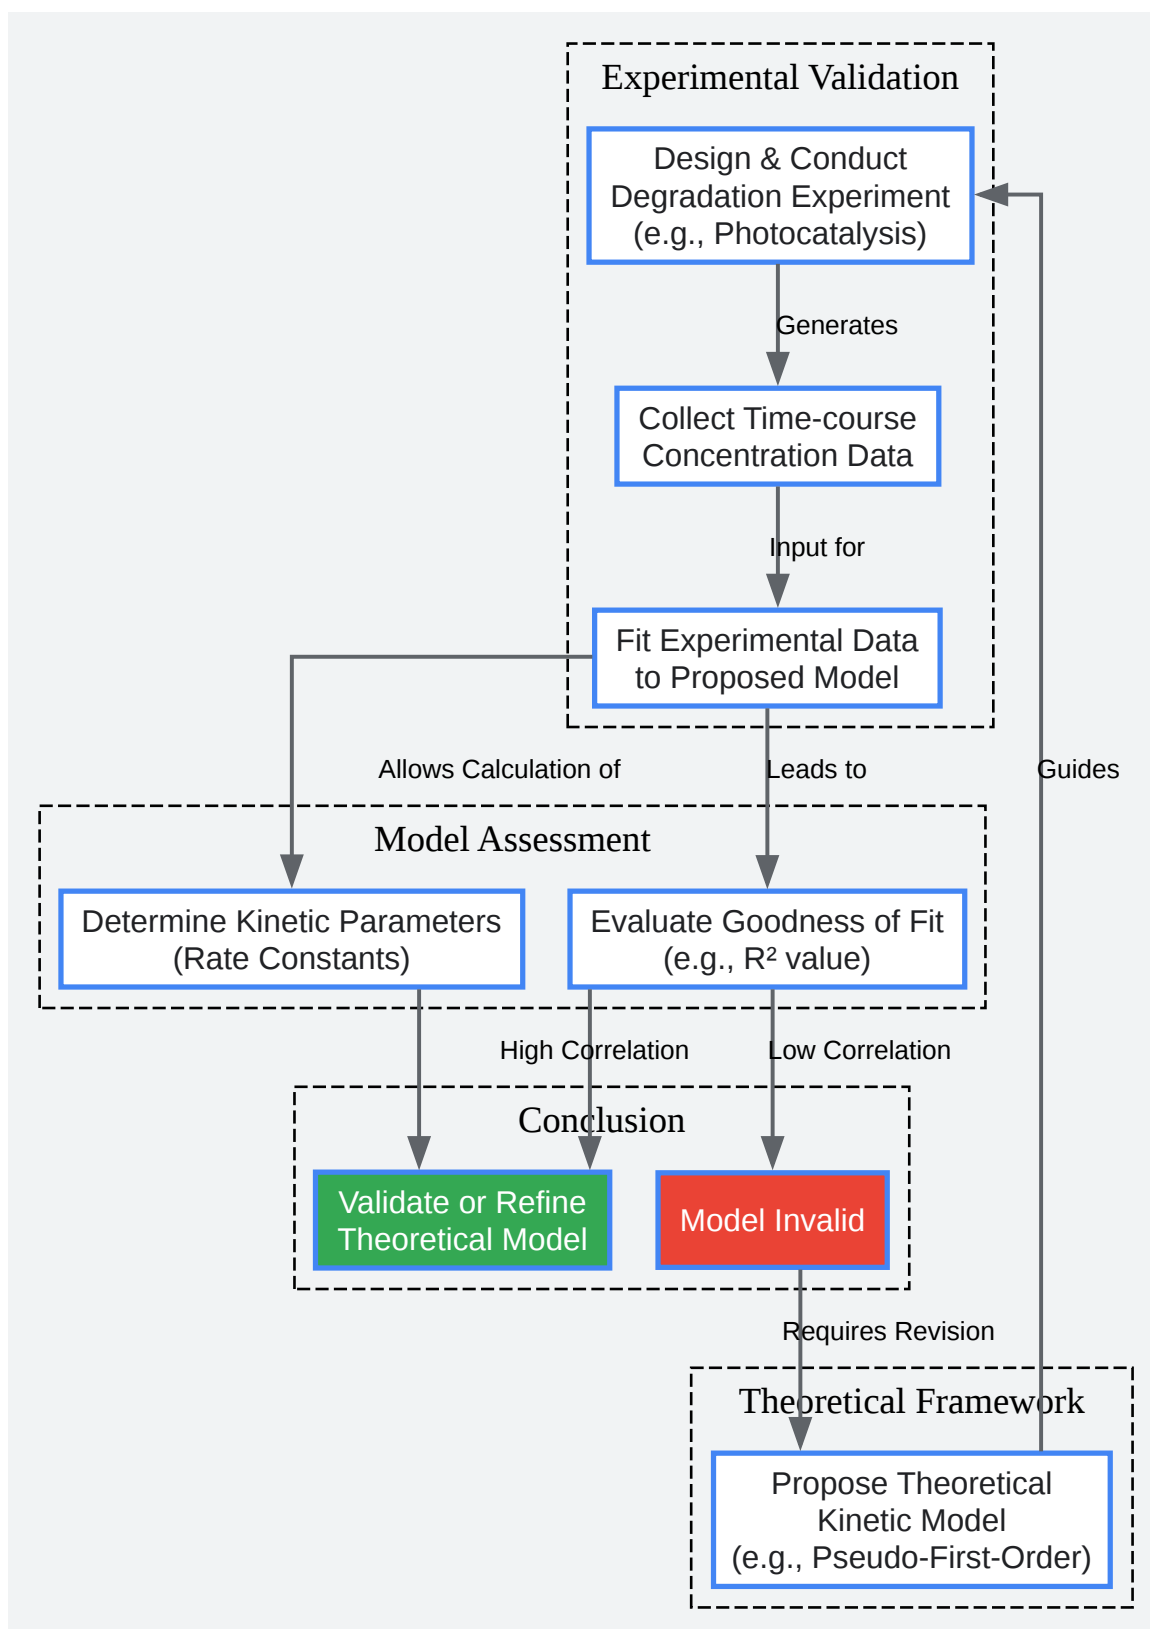 Experimental Validation
Design & Conduct
Degradation Experiment
(e.g., Photocatalysis)
Generates
Collect Time-course
Concentration Data
Input for
Fit Experimental Data
to Proposed Model
Allows Calculation of
Leads to
Guides
Model Assessment
Determine Kinetic Parameters
(Rate Constants)
Evaluate Goodness of Fit
(e.g., R² value)
High Correlation
Low Correlation
Conclusion
Validate or Refine
Theoretical Model
Model Invalid
Requires Revision
Theoretical Framework
Propose Theoretical
Kinetic Model
(e.g., Pseudo-First-Order)